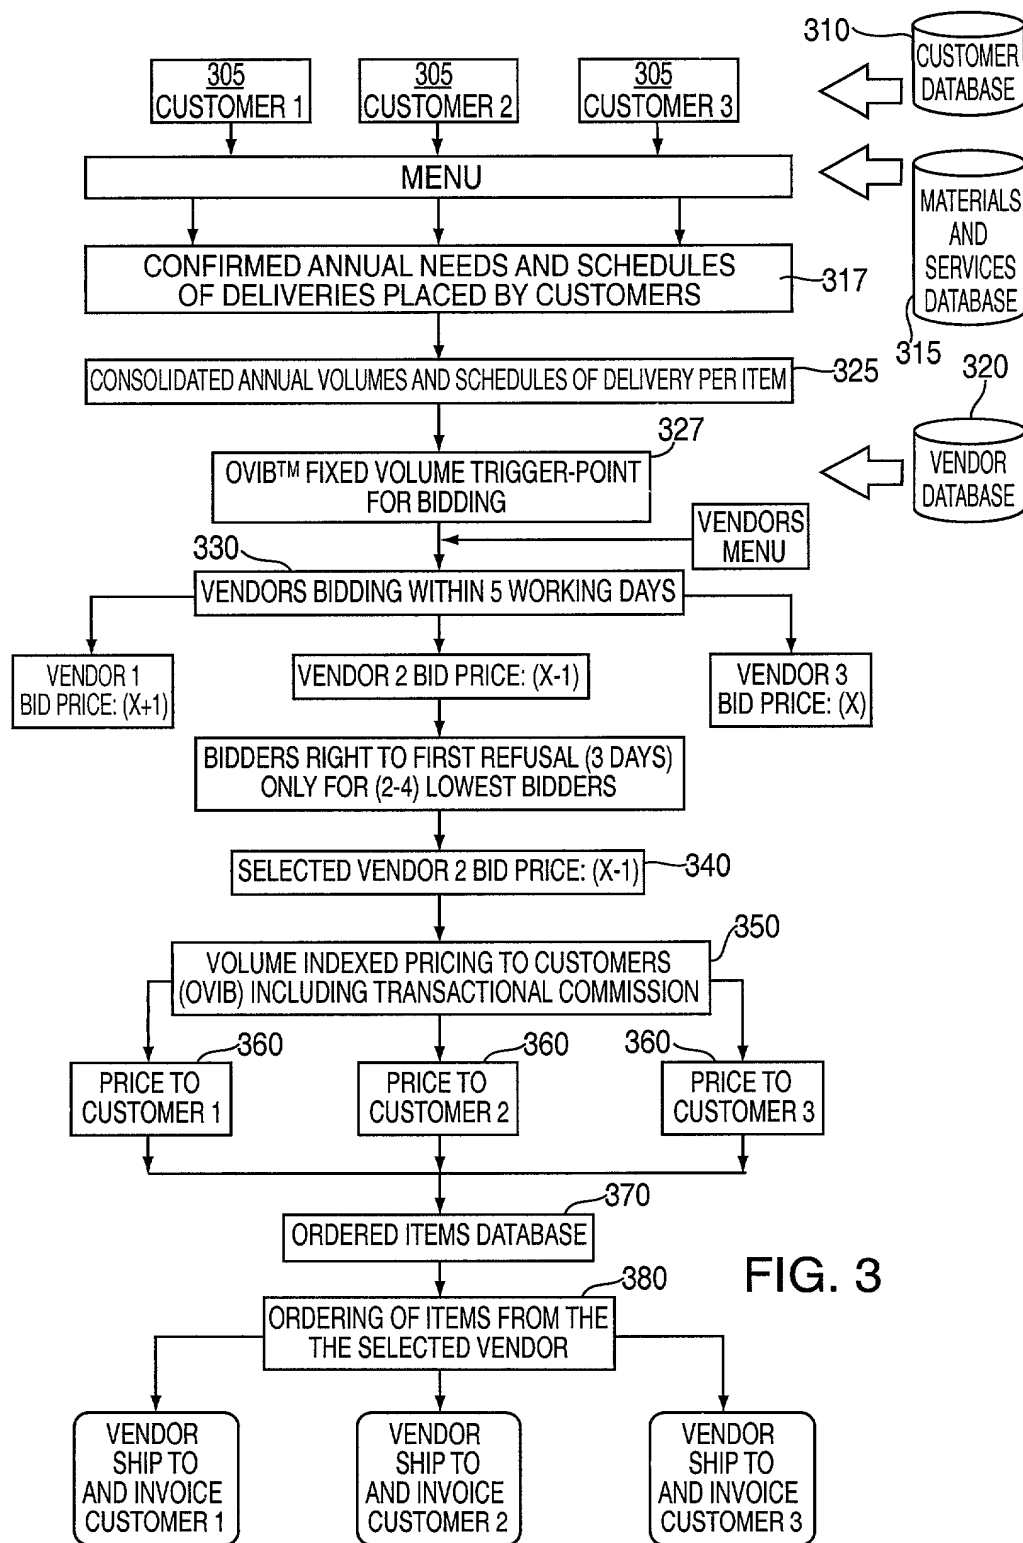 310
CUSTOMER
DATABASE
305
CUSTOMER 1
305
CUSTOMER 2
305
CUSTOMER 3
MENU
MATERIALS
AND
SERVICES
DATABASE
315
CONFIRMED ANNUAL NEEDS AND SCHEDULES
OF DELIVERIES PLACED BY CUSTOMERS
317
CONSOLIDATED ANNUAL VOLUMES AND SCHEDULES OF DELIVERY PER ITEM
325
320
VENDOR
DATABASE
327
OVIB™ FIXED VOLUME TRIGGER-POINT
FOR BIDDING
VENDORS
MENU
330
VENDORS BIDDING WITHIN 5 WORKING DAYS
VENDOR 1
BID PRICE: (X+1)
VENDOR 2 BID PRICE: (X-1)
VENDOR 3
BID PRICE: (X)
BIDDERS RIGHT TO FIRST REFUSAL (3 DAYS)
ONLY FOR (2-4) LOWEST BIDDERS
SELECTED VENDOR 2 BID PRICE: (X-1)
340
350
VOLUME INDEXED PRICING TO CUSTOMERS
(OVIB) INCLUDING TRANSACTIONAL COMMISSION
360
PRICE TO
CUSTOMER 1
360
PRICE TO
CUSTOMER 2
360
PRICE TO
CUSTOMER 3
370
ORDERED ITEMS DATABASE
380
ORDERING OF ITEMS FROM THE
THE SELECTED VENDOR
FIG. 3
VENDOR
SHIP TO
AND INVOICE
CUSTOMER 1
VENDOR
SHIP TO
AND INVOICE
CUSTOMER 2
VENDOR
SHIP TO
AND INVOICE
CUSTOMER 3